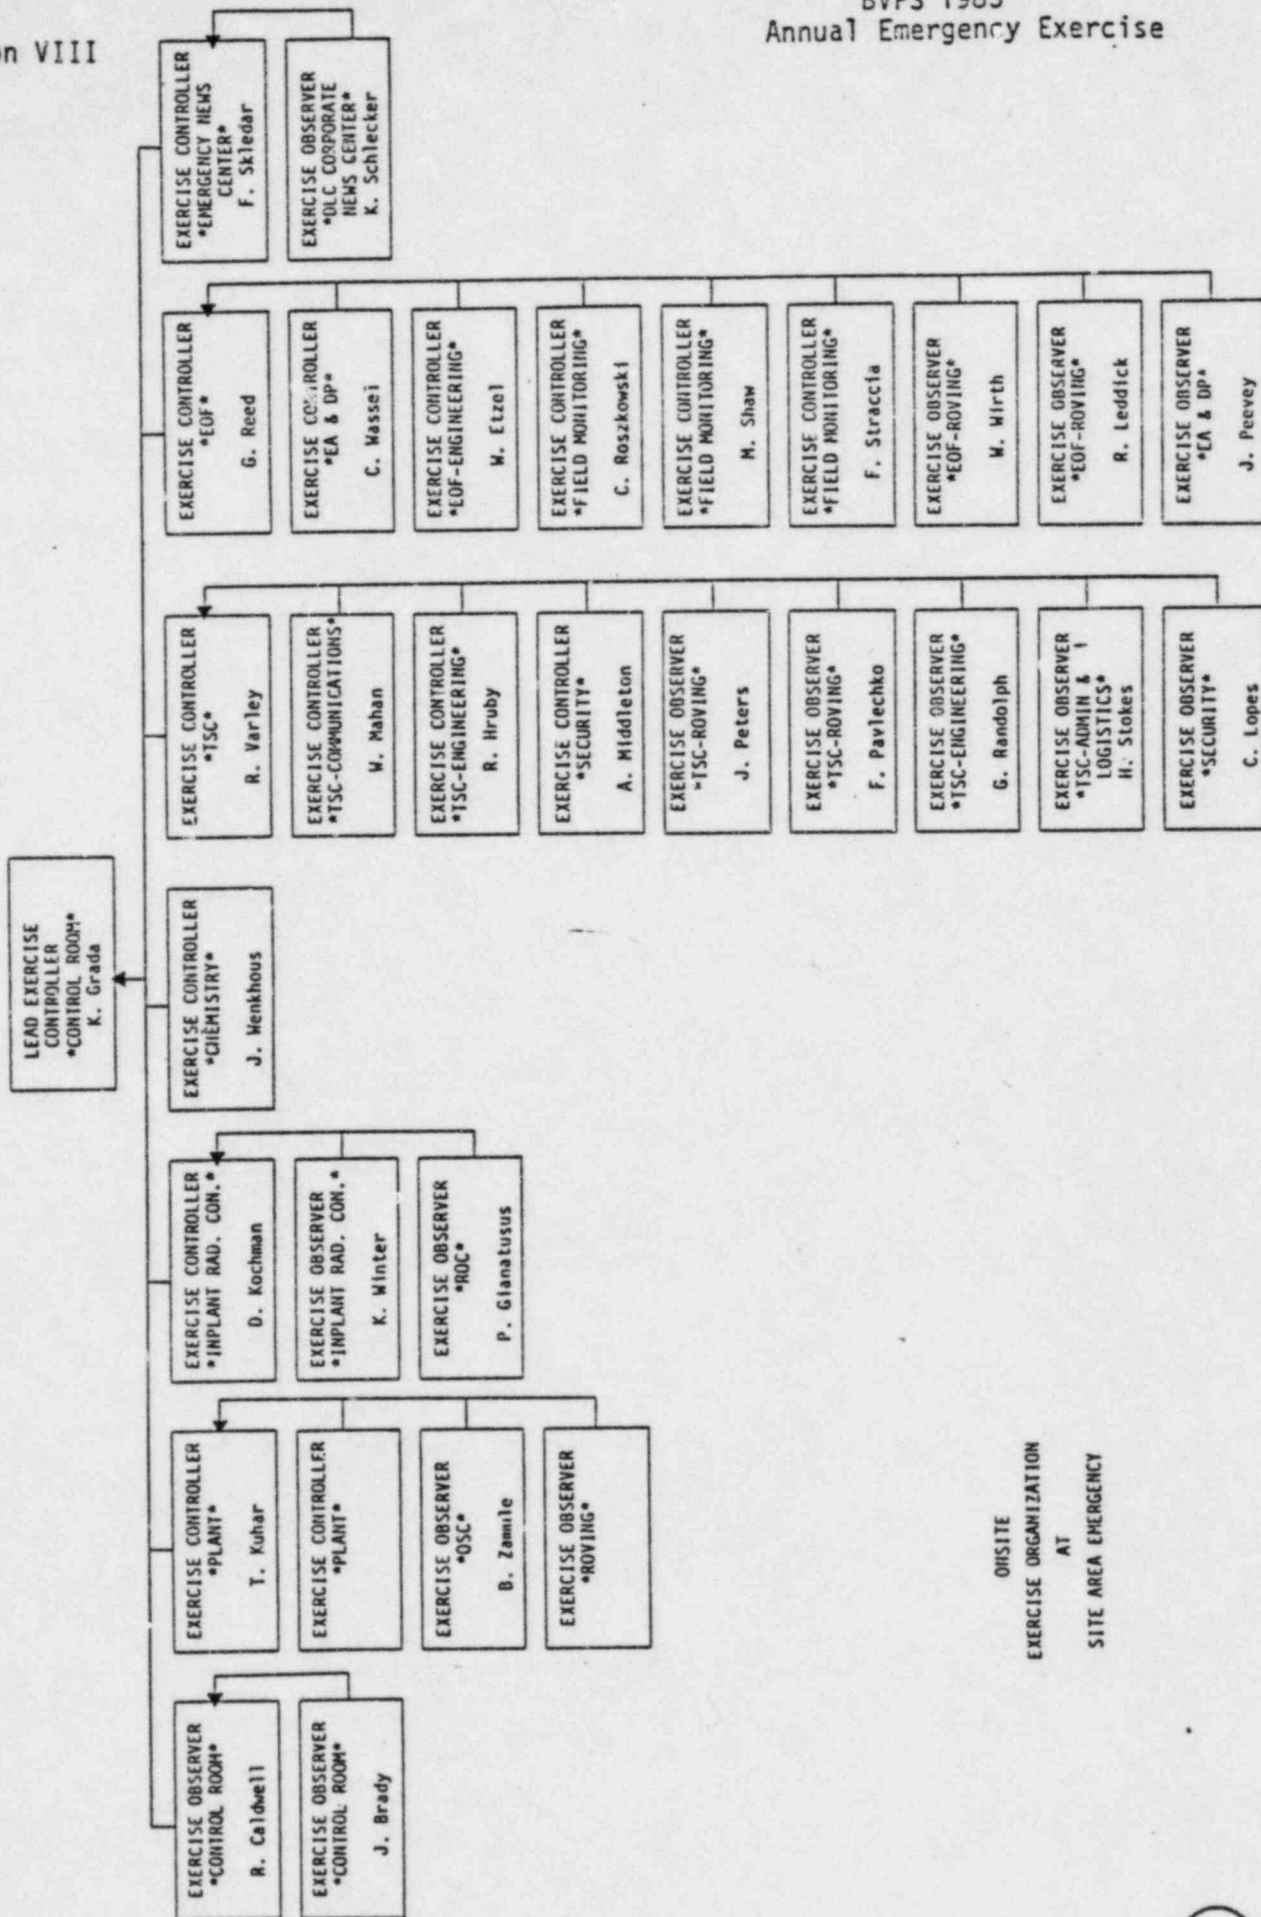 on VIII
BVPS 1985
Annual Emergency Exercise
LEAD EXERCISE
CONTROLLER
*CONTROL ROOM*
K. Grada
EXERCISE OBSERVER
*CONTROL ROOM*
R. Caldwell
EXERCISE OBSERVER
*CONTROL ROOM*
J. Brady
EXERCISE CONTROLLER
*PLANT*
T. Kuhar
EXERCISE CONTROLLER
*PLANT*
EXERCISE OBSERVER
*OSC*
B. Zammile
EXERCISE OBSERVER
*ROVING*
EXERCISE CONTROLLER
*INPLANT RAD. CON.*
D. Kochman
EXERCISE OBSERVER
*INPLANT RAD. CON.*
K. Winter
EXERCISE OBSERVER
*ROC*
P. Gianatusus
EXERCISE CONTROLLER
*CHEMISTRY*
J. Wenkhous
EXERCISE CONTROLLER
*TSC*
R. Varley
EXERCISE CONTROLLER
*TSC-COMMUNICATIONS*
W. Mahan
EXERCISE CONTROLLER
*TSC-ENGINEERING*
R. Hruby
EXERCISE CONTROLLER
*SECURITY*
A. Middleton
EXERCISE OBSERVER
*TSC-ROVING*
J. Peters
EXERCISE OBSERVER
*TSC-ROVING*
F. Pavlechko
EXERCISE OBSERVER
*TSC-ENGINEERING*
G. Randolph
EXERCISE OBSERVER
*TSC-ADMIN &
LOGISTICS*
H. Stokes
EXERCISE OBSERVER
*SECURITY*
C. Lopes
EXERCISE CONTROLLER
*EOF*
G. Reed
EXERCISE CONTROLLER
*EA & DP*
C. Wassel
EXERCISE CONTROLLER
*EOF-ENGINEERING*
W. Etzel
EXERCISE CONTROLLER
*FIELD MONITORING*
C. Roszkowski
EXERCISE CONTROLLER
*FIELD MONITORING*
M. Shaw
EXERCISE CONTROLLER
*FIELD MONITORING*
F. Straccia
EXERCISE OBSERVER
*EOF-ROVING*
W. Wirth
EXERCISE OBSERVER
*EOF-ROVING*
R. Leddick
EXERCISE OBSERVER
*EA & DP*
J. Peevey
EXERCISE CONTROLLER
*EMERGENCY NEWS
CENTER*
F. Skledar
EXERCISE OBSERVER
*DLC CORPORATE
NEWS CENTER*
K. Schlecker
ONSITE
EXERCISE ORGANIZATION
AT
SITE AREA EMERGENCY